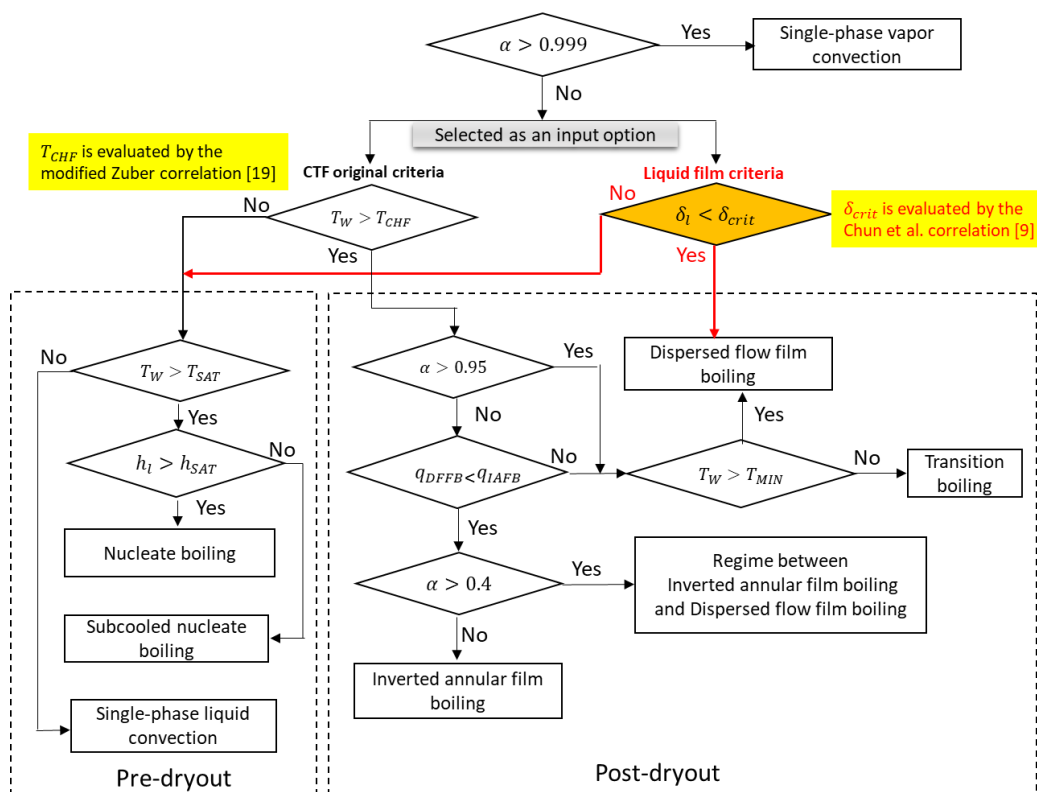 α > 0.999
Yes
Single-phase vapor
convection
No
Selected as an input option
T_CHF is evaluated by the
modified Zuber correlation [19]
CTF original criteria
Liquid film criteria
No
T_W > T_CHF
Yes
No
δ_l < δ_crit
Yes
δ_crit is evaluated by the
Chun et al. correlation [9]
No
T_W > T_SAT
Yes
h_l > h_SAT
No
Yes
Nucleate boiling
Subcooled nucleate
boiling
Single-phase liquid
convection
Pre-dryout
α > 0.95
Yes
No
q_DFFB<q_IAFB
No
Yes
α > 0.4
Yes
No
Inverted annular film
boiling
Dispersed flow film
boiling
Yes
T_W > T_MIN
No
Transition
boiling
Regime between
Inverted annular film boiling
and Dispersed flow film boiling
Post-dryout